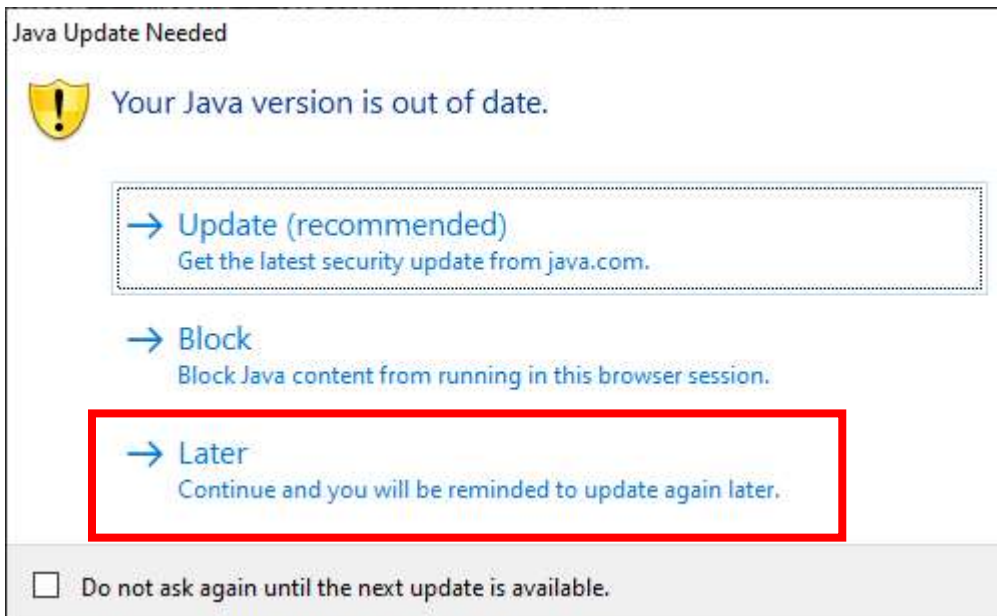 Java Update Needed
Your Java version is out of date.
Update (recommended)
Get the latest security update from java.com.
Block
Block Java content from running in this browser session.
Later
Continue and you will be reminded to update again later.
Do not ask again until the next update is available.